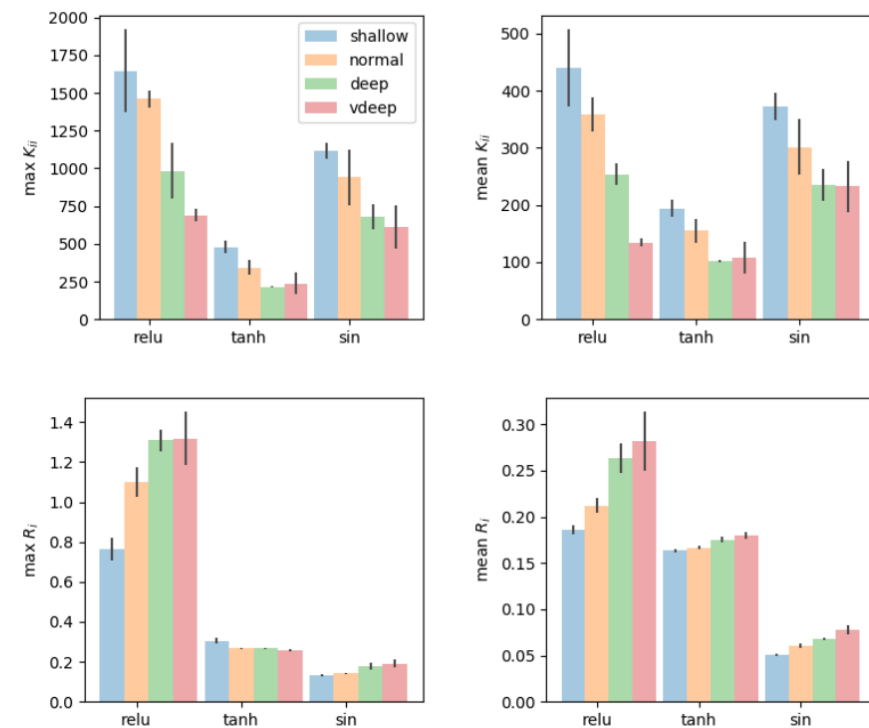 max K_ii
2000
1750
1500
1250
1000
750
500
250
0
shallow
normal
deep
vdeep
relu tanh sin
mean K_ii
500
400
300
200
100
0
relu tanh sin
max R_i
1.4
1.2
1.0
0.8
0.6
0.4
0.2
0.0
relu tanh sin
mean R_i
0.30
0.25
0.20
0.15
0.10
0.05
0.00
relu tanh sin